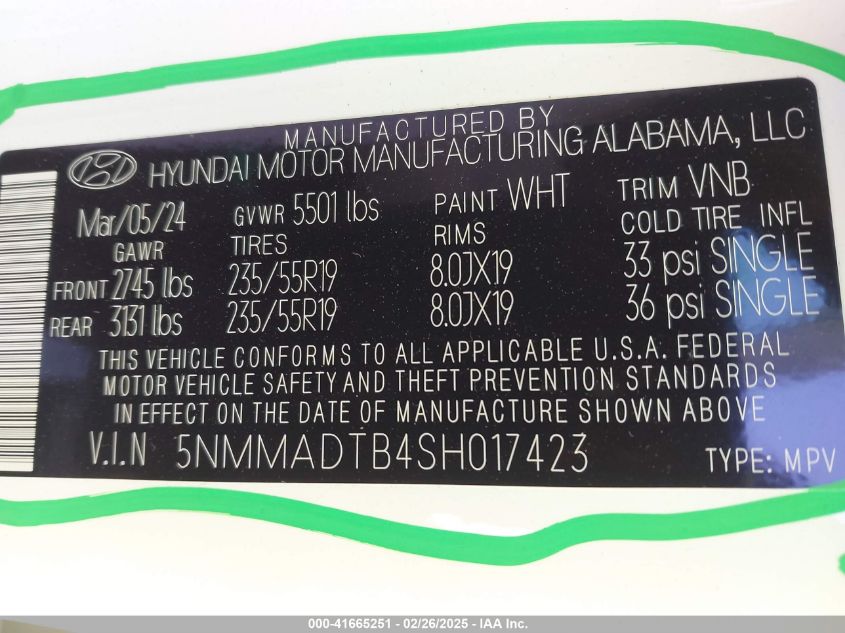 MANUFACTURED BY
HYUNDAI MOTOR MANUFACTURING ALABAMA, LLC
Mar/05/24 GVWR 5501 lbs PAINT WHT TRIM VNB
GAWR TIRES RIMS COLD TIRE INFL
FRONT 2745 lbs 235/55R19 8.0JX19 33 psi SINGLE
REAR 3131 lbs 235/55R19 8.0JX19 36 psi SINGLE
THIS VEHICLE CONFORMS TO ALL APPLICABLE U.S.A. FEDERAL
MOTOR VEHICLE SAFETY AND THEFT PREVENTION STANDARDS
IN EFFECT ON THE DATE OF MANUFACTURE SHOWN ABOVE
V.I.N 5NMMADTB4SH017423 TYPE: MPV
000-41665251 - 02/26/2025 - IAA Inc.